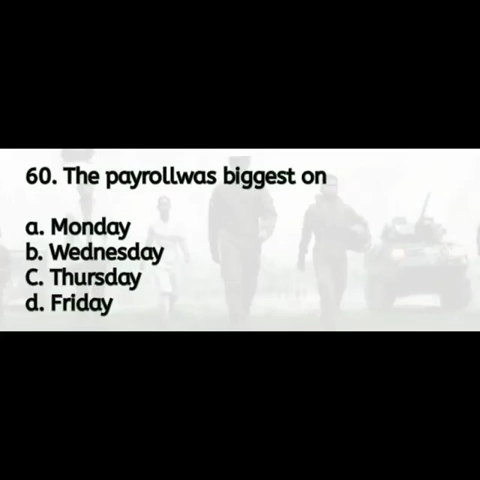 60. The payrollwas biggest on
a. Monday
b. Wednesday
C. Thursday
d. Friday